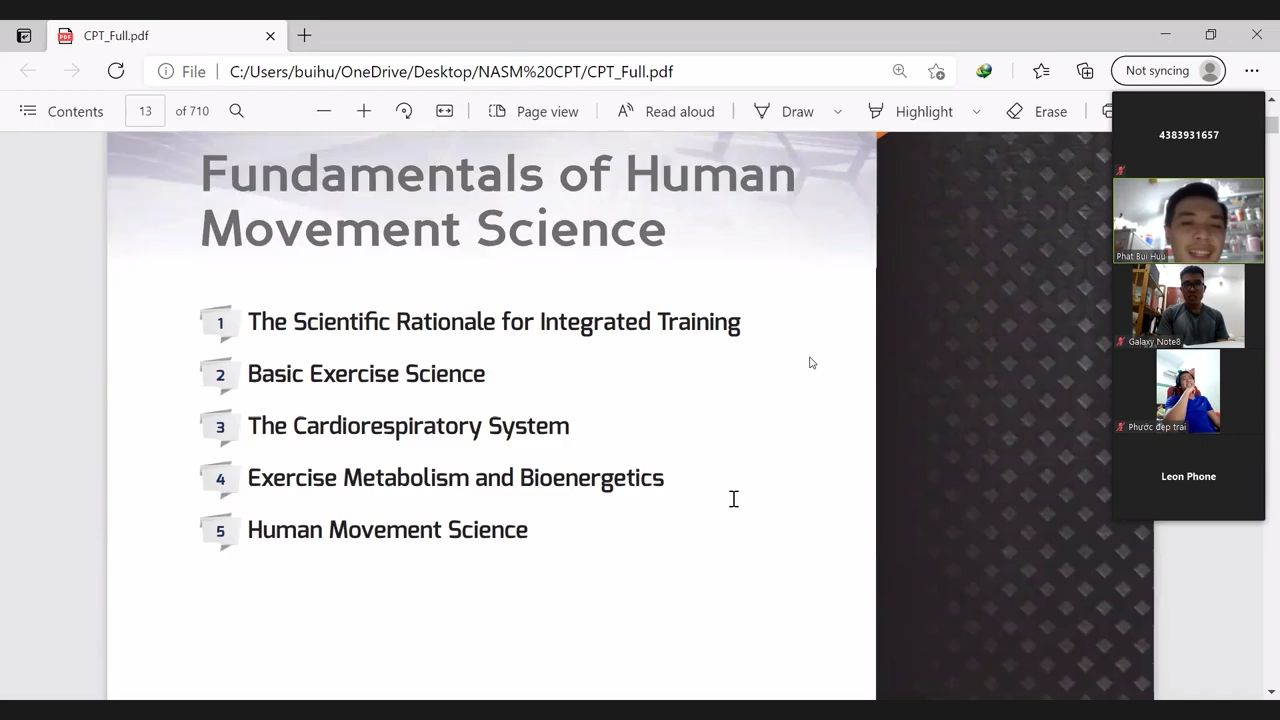 CPT_Full.pdf
Not syncing
File
C:/Users/buihu/OneDrive/Desktop/NASM%20CPT/CPT_Full.pdf
Contents
13
of 710
Page view
Read aloud
Draw
Highlight
Erase
Fundamentals of Human
Movement Science
1 The Scientific Rationale for Integrated Training
2 Basic Exercise Science
3 The Cardiorespiratory System
4 Exercise Metabolism and Bioenergetics
5 Human Movement Science
4383931657
Phat Bui Huu
Galaxy Note8
Phước đẹp trai
Leon Phone